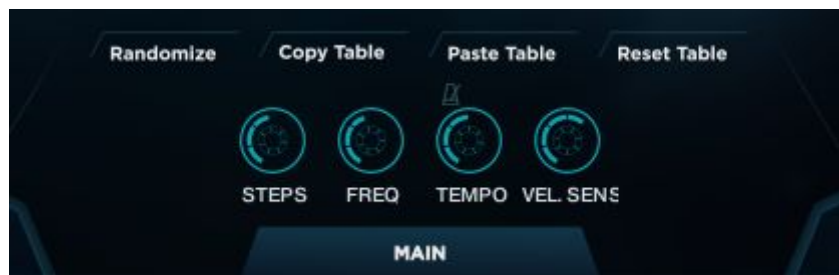 Randomize Copy Table Paste Table Reset Table
STEPS FREQ TEMPO VEL. SENS
MAIN